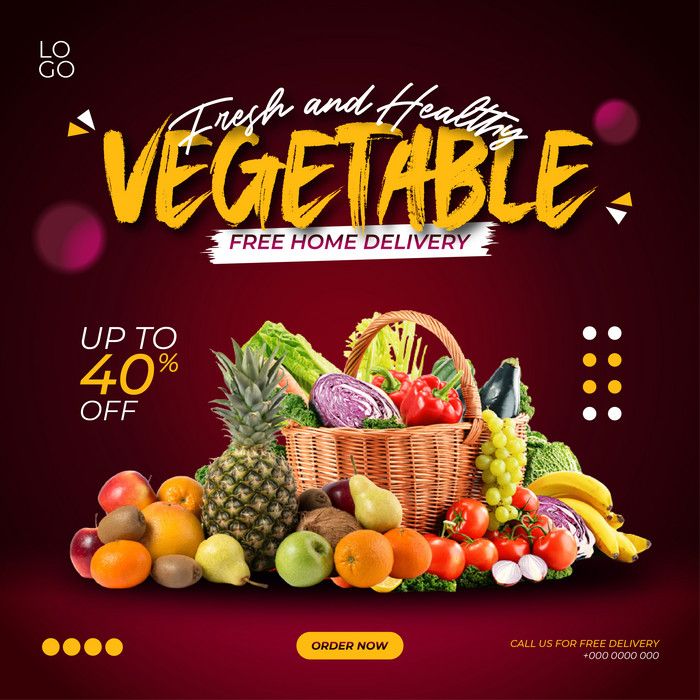 LO
GO
Fresh and Healthy
VEGETABLE
FREE HOME DELIVERY
UP TO
40%
OFF
ORDER NOW
CALL US FOR FREE DELIVERY
+000 0000 000